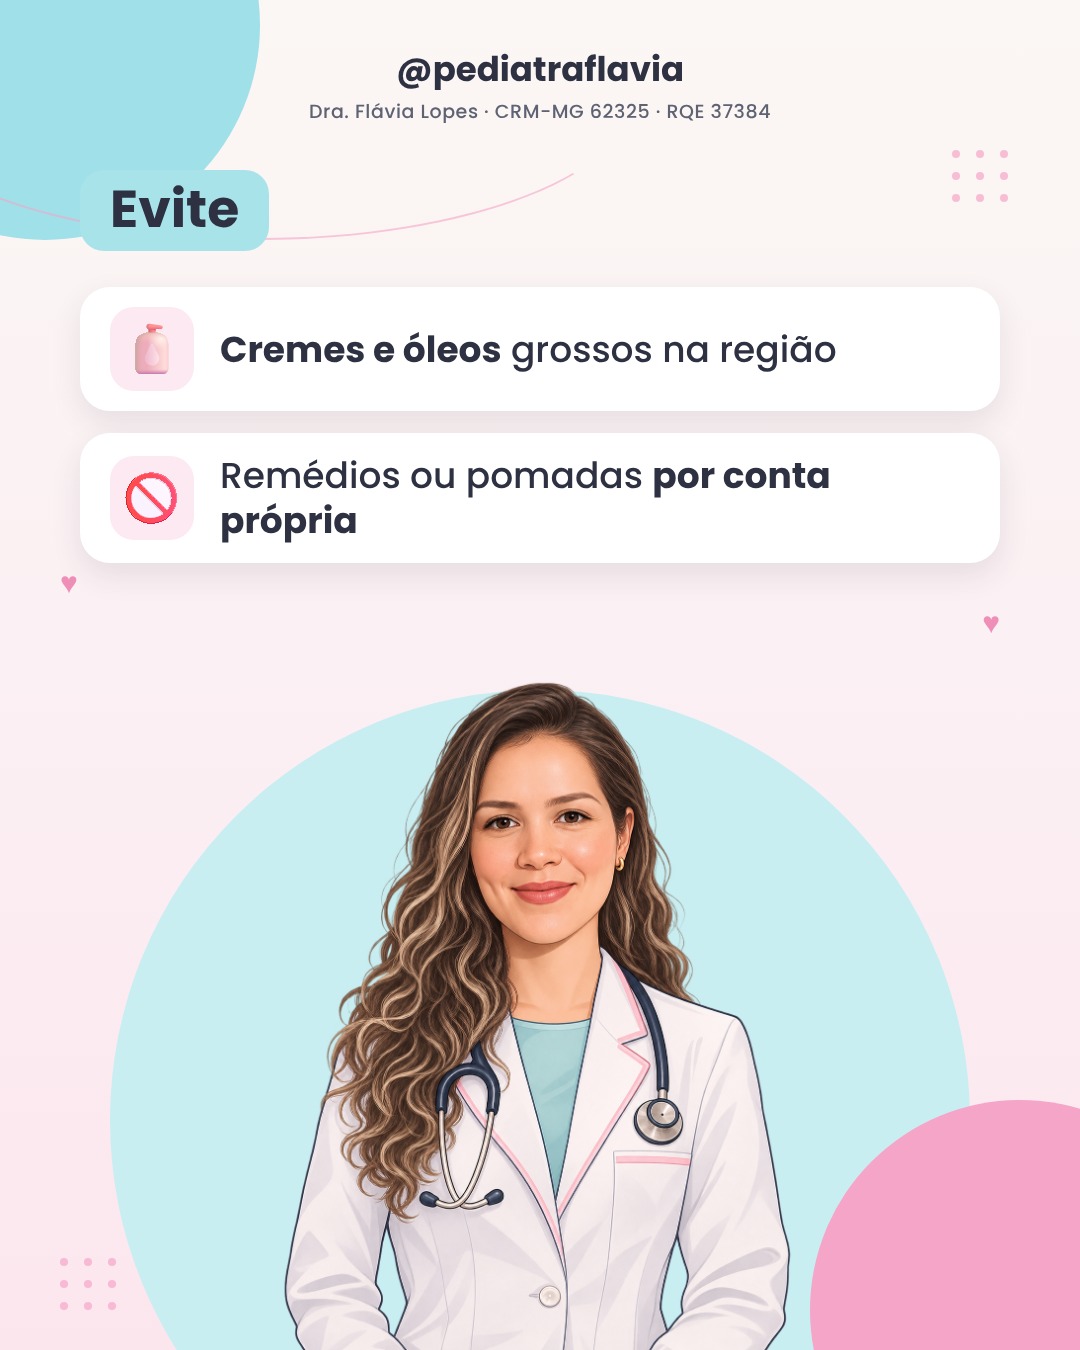 @pediatraflavia
Dra. Flávia Lopes · CRM-MG 62325 · RQE 37384
Evite
Cremes e óleos grossos na região
Remédios ou pomadas por conta
própria